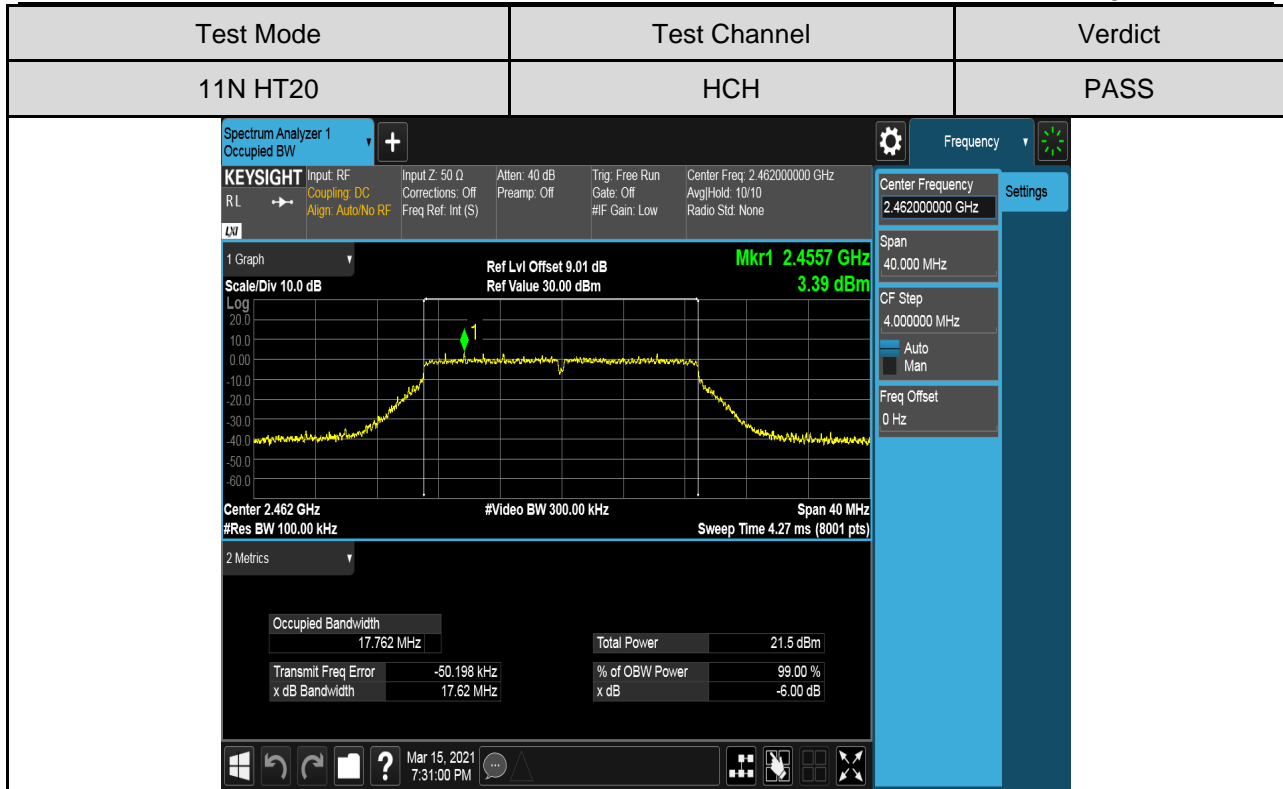 Test Mode Test Channel Verdict
11N HT20 HCH PASS
Spectrum Analyzer 1
Occupied BW
+
Frequency
KEYSIGHT
RL
LXI
Input: RF
Coupling: DC
Align: Auto/No RF
Input Z: 50 Ω
Corrections: Off
Freq Ref: Int (S)
Atten: 40 dB
Preamp: Off
Trig: Free Run
Gate: Off
#IF Gain: Low
Center Freq: 2.462000000 GHz
Avg|Hold: 10/10
Radio Std: None
Center Frequency
2.462000000 GHz
Settings
Span
40.000 MHz
CF Step
4.000000 MHz
Auto
Man
Freq Offset
0 Hz
1 Graph
Scale/Div 10.0 dB
Ref Lvl Offset 9.01 dB
Ref Value 30.00 dBm
Mkr1 2.4557 GHz
3.39 dBm
Log
20.0
10.0
0.00
-10.0
-20.0
-30.0
-40.0
-50.0
-60.0
1
Center 2.462 GHz
#Res BW 100.00 kHz
#Video BW 300.00 kHz
Span 40 MHz
Sweep Time 4.27 ms (8001 pts)
2 Metrics
Occupied Bandwidth
17.762 MHz
Total Power 21.5 dBm
Transmit Freq Error -50.198 kHz
% of OBW Power 99.00 %
x dB Bandwidth 17.62 MHz
x dB -6.00 dB
?
Mar 15, 2021
7:31:00 PM